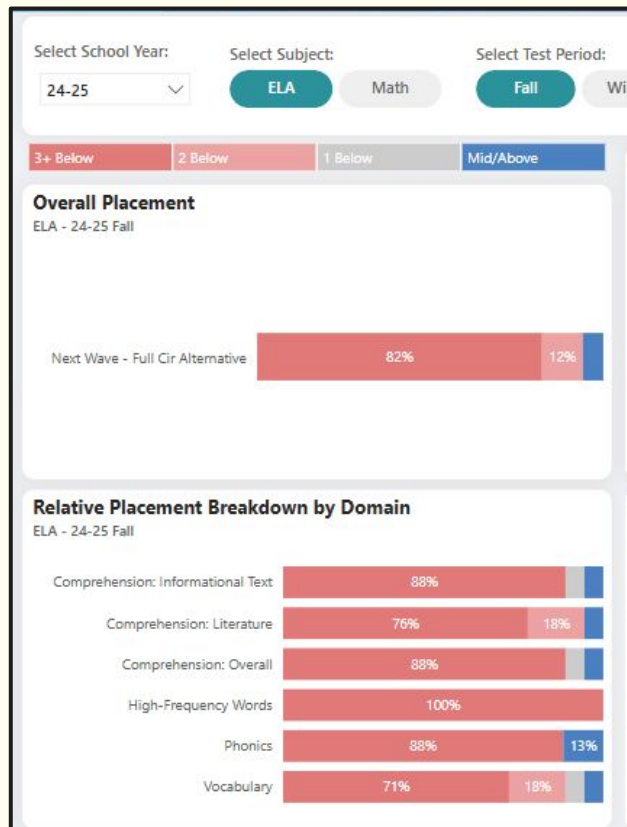 Select School Year: Select Subject: Select Test Period:
24-25 ELA Math Fall Wi
3+ Below 2 Below 1 Below Mid/Above
Overall Placement
ELA - 24-25 Fall
Next Wave - Full Cir Alternative 82% 12%
Relative Placement Breakdown by Domain
ELA - 24-25 Fall
Comprehension: Informational Text 88%
Comprehension: Literature 76% 18%
Comprehension: Overall 88%
High-Frequency Words 100%
Phonics 88% 13%
Vocabulary 71% 18%